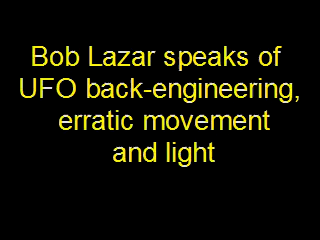 Bob Lazar speaks of
UFO back-engineering,
erratic movement
and light